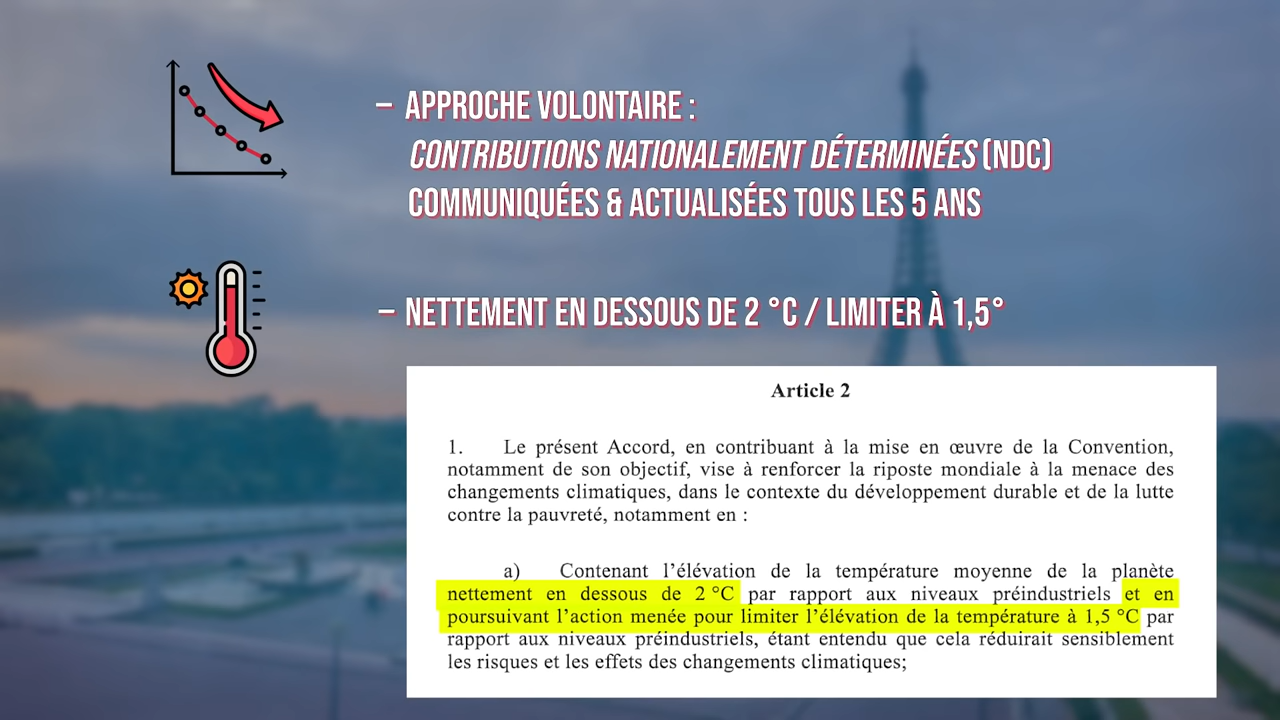 – APPROCHE VOLONTAIRE :
CONTRIBUTIONS NATIONALEMENT DÉTERMINÉES (NDC)
COMMUNIQUÉES & ACTUALISÉES TOUS LES 5 ANS
– NETTEMENT EN DESSOUS DE 2 °C / LIMITER À 1,5°
Article 2
1. Le présent Accord, en contribuant à la mise en œuvre de la Convention,
notamment de son objectif, vise à renforcer la riposte mondiale à la menace des
changements climatiques, dans le contexte du développement durable et de la lutte
contre la pauvreté, notamment en :
a) Contenant l’élévation de la température moyenne de la planète
nettement en dessous de 2 °C par rapport aux niveaux préindustriels et en
poursuivant l’action menée pour limiter l’élévation de la température à 1,5 °C par
rapport aux niveaux préindustriels, étant entendu que cela réduirait sensiblement
les risques et les effets des changements climatiques;